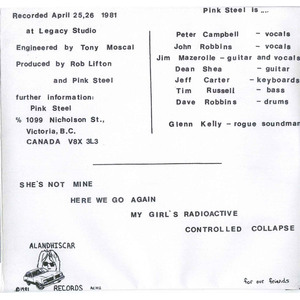 Recorded April 25,26 1981
at Legacy Studio
Engineered by Tony Moscal
Produced by Rob Lifton
and Pink Steel
further information:
Pink Steel
% 1099 Nicholson St.,
Victoria, B.C.
CANADA V8X 3L3
Pink Steel is ....
Peter Campbell - vocals
John Robbins - vocals
Jim Mazerolle - guitar and vocals
Dean Shea - guitar
Jeff Carter - keyboards
Tim Russell - bass
Dave Robbins - drums
Glenn Kelly - rogue soundman
SHE'S NOT MINE
HERE WE GO AGAIN
MY GIRL'S RADIOACTIVE
CONTROLLED COLLAPSE
ALANDHISCAR
©1981 RECORDS
for our friends